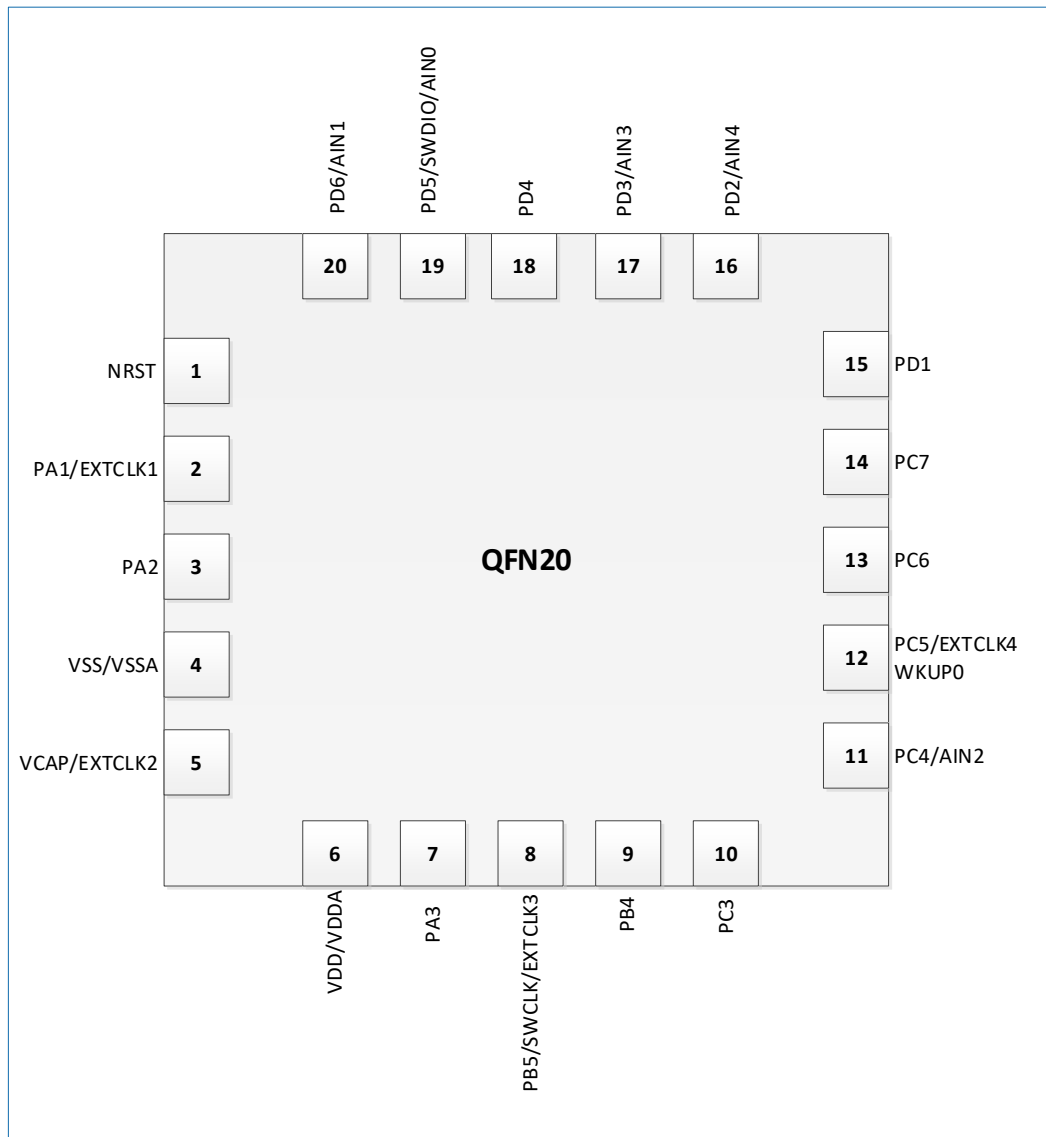 PD6/AIN1
PD5/SWDIO/AIN0
PD4
PD3/AIN3
PD2/AIN4
20
19
18
17
16
NRST
1
15
PD1
PA1/EXTCLK1
2
14
PC7
PA2
3
QFN20
13
PC6
VSS/VSSA
4
12
PC5/EXTCLK4
WKUP0
VCAP/EXTCLK2
5
11
PC4/AIN2
6
7
8
9
10
VDD/VDDA
PA3
PB5/SWCLK/EXTCLK3
PB4
PC3